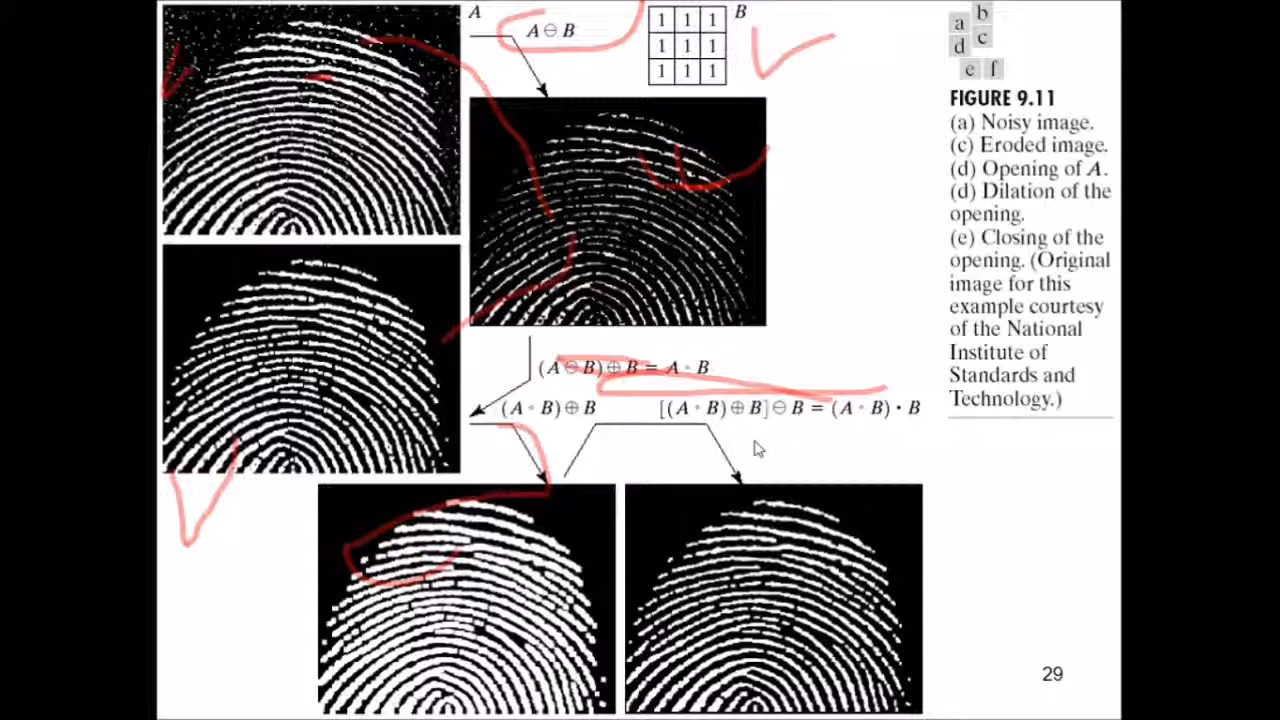 A
A ⊖ B
1 1 1
1 1 1
1 1 1
B
(A ⊖ B) ⊕ B = A ∘ B
(A ∘ B) ⊕ B
[(A ∘ B) ⊕ B] ⊖ B = (A ∘ B) • B
a b
d c
e f
FIGURE 9.11
(a) Noisy image.
(c) Eroded image.
(d) Opening of A.
(d) Dilation of the
opening.
(e) Closing of the
opening. (Original
image for this
example courtesy
of the National
Institute of
Standards and
Technology.)
29